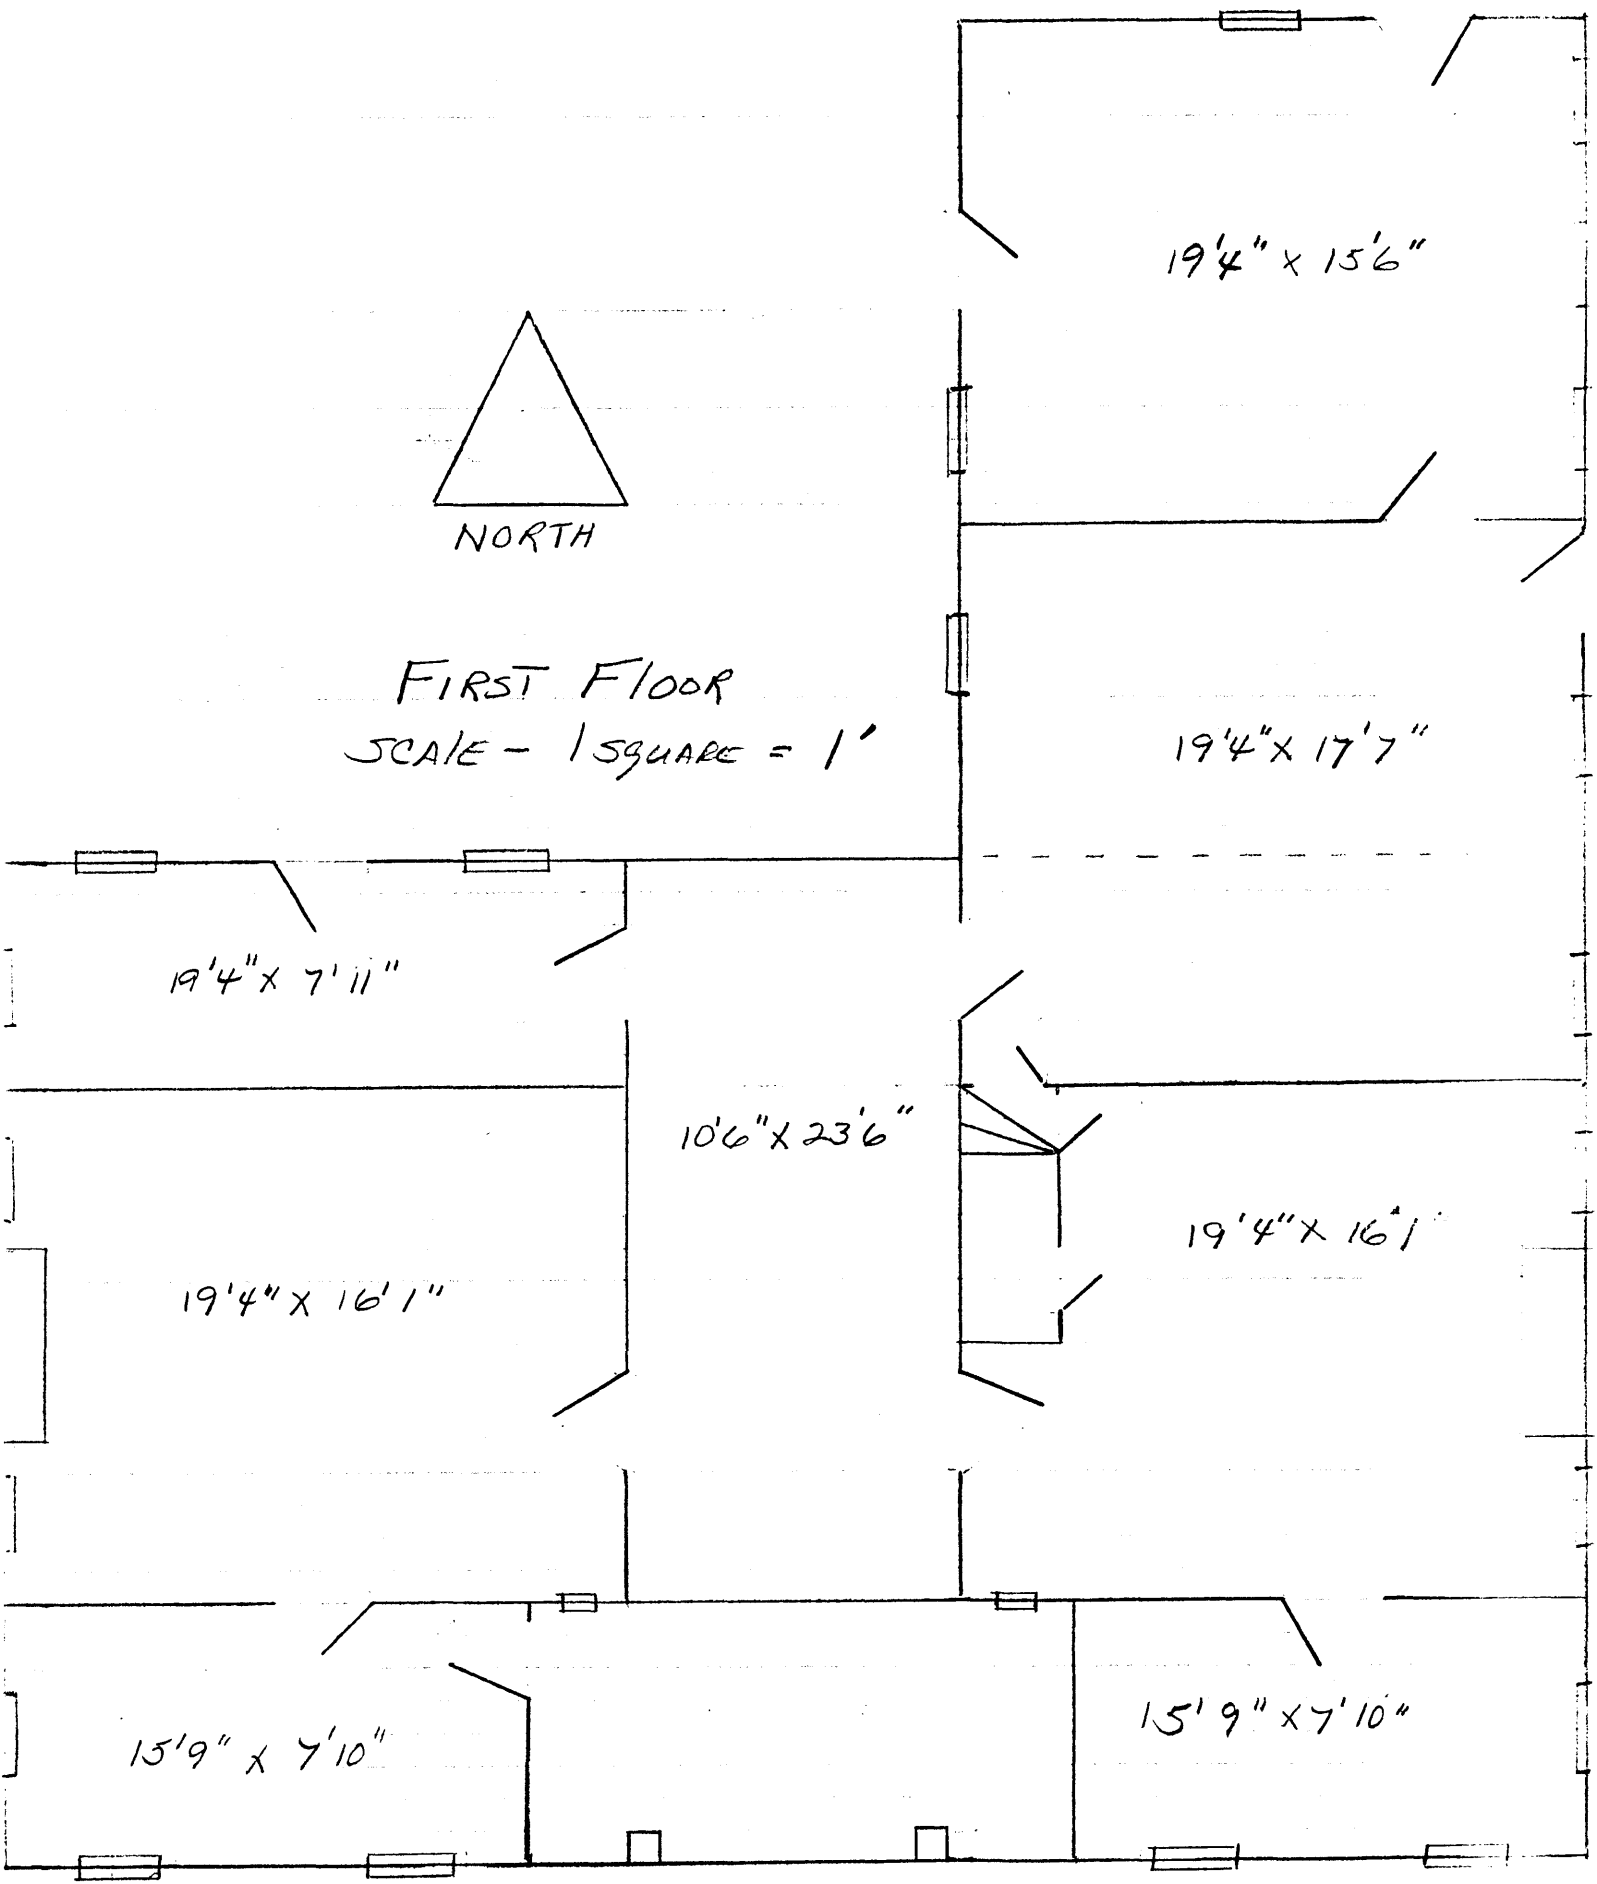 19'4" x 15'6"
NORTH
FIRST FLOOR
SCALE - 1 SQUARE = 1'
19'4" x 17'7"
19'4" x 7'11"
10'6" x 23'6"
19'4" x 16'1
19'4" x 16'1"
15'9" x 7'10"
15'9" x 7'10"